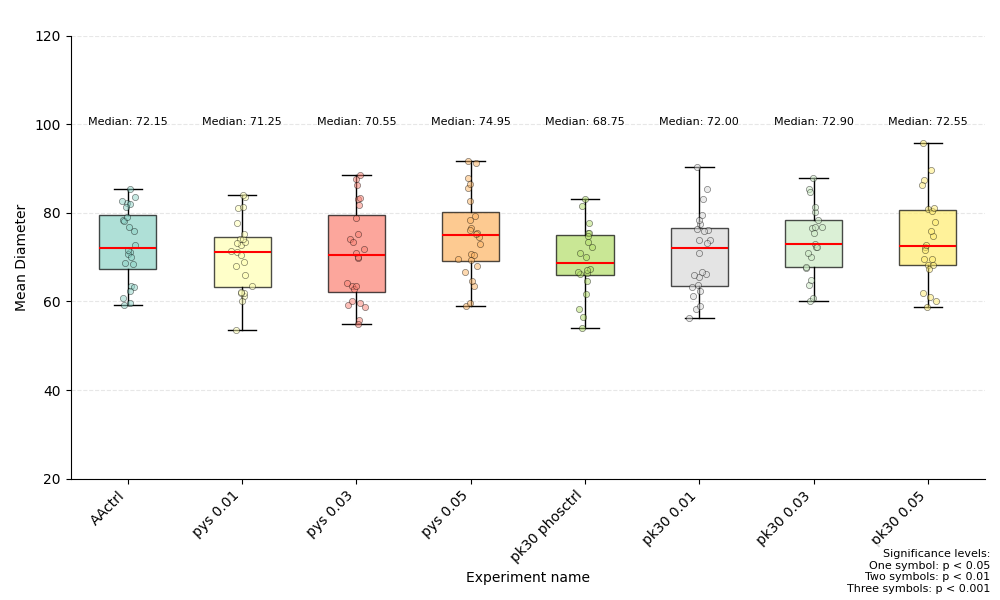 120
100
80
60
40
20
Mean Diameter
Median: 72.15
Median: 71.25
Median: 70.55
Median: 74.95
Median: 68.75
Median: 72.00
Median: 72.90
Median: 72.55
AActrl
pys 0.01
pys 0.03
pys 0.05
pk30 phosctrl
pk30 0.01
pk30 0.03
pk30 0.05
Experiment name
Significance levels:
One symbol: p < 0.05
Two symbols: p < 0.01
Three symbols: p < 0.001